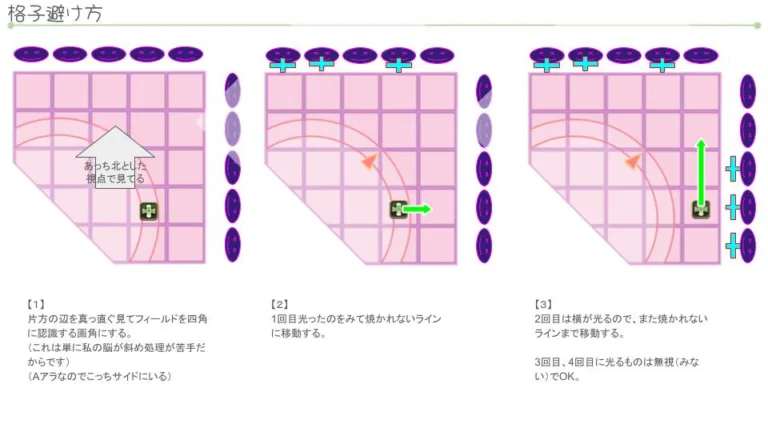 格子避け方
あっち北とした
視点で見てる
【1】
片方の辺を真っ直ぐ見てフィールドを四角
に認識する画角にする。
（これは単に私の脳が斜め処理が苦手だ
からです）
（Aアラなのでこっちサイドにいる）
【2】
1回目光ったのをみて焼かれないライン
に移動する。
【3】
2回目は横が光るので、また焼かれない
ラインまで移動する。
3回目、4回目に光るものは無視（みな
い）でOK。